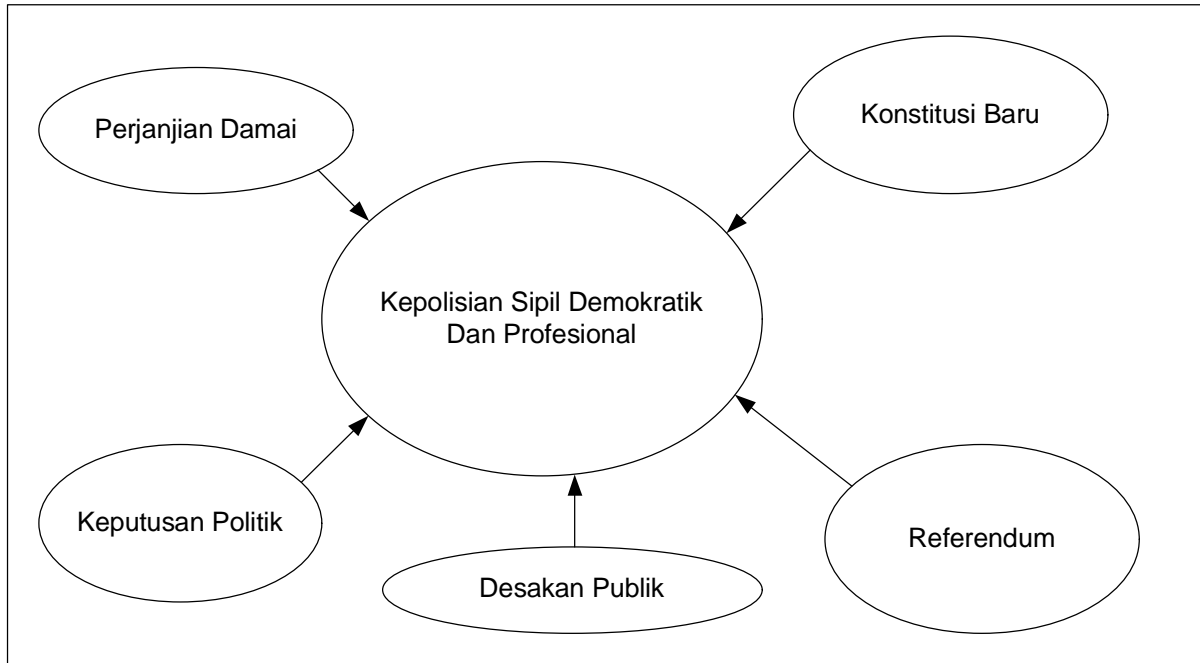 Perjanjian Damai
Konstitusi Baru
Kepolisian Sipil Demokratik
Dan Profesional
Keputusan Politik
Desakan Publik
Referendum